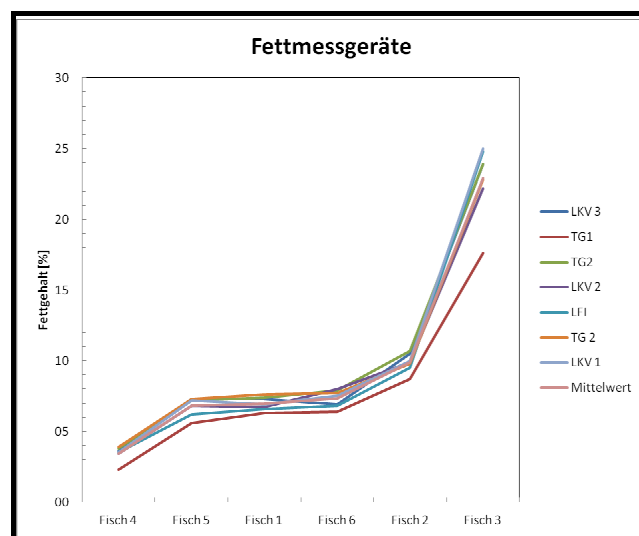 Fettmessgeräte
Fettgehalt [%]
30
25
20
15
10
05
00
Fisch 4
Fisch 5
Fisch 1
Fisch 6
Fisch 2
Fisch 3
LKV 3
TG1
TG2
LKV 2
LFI
TG 2
LKV 1
Mittelwert